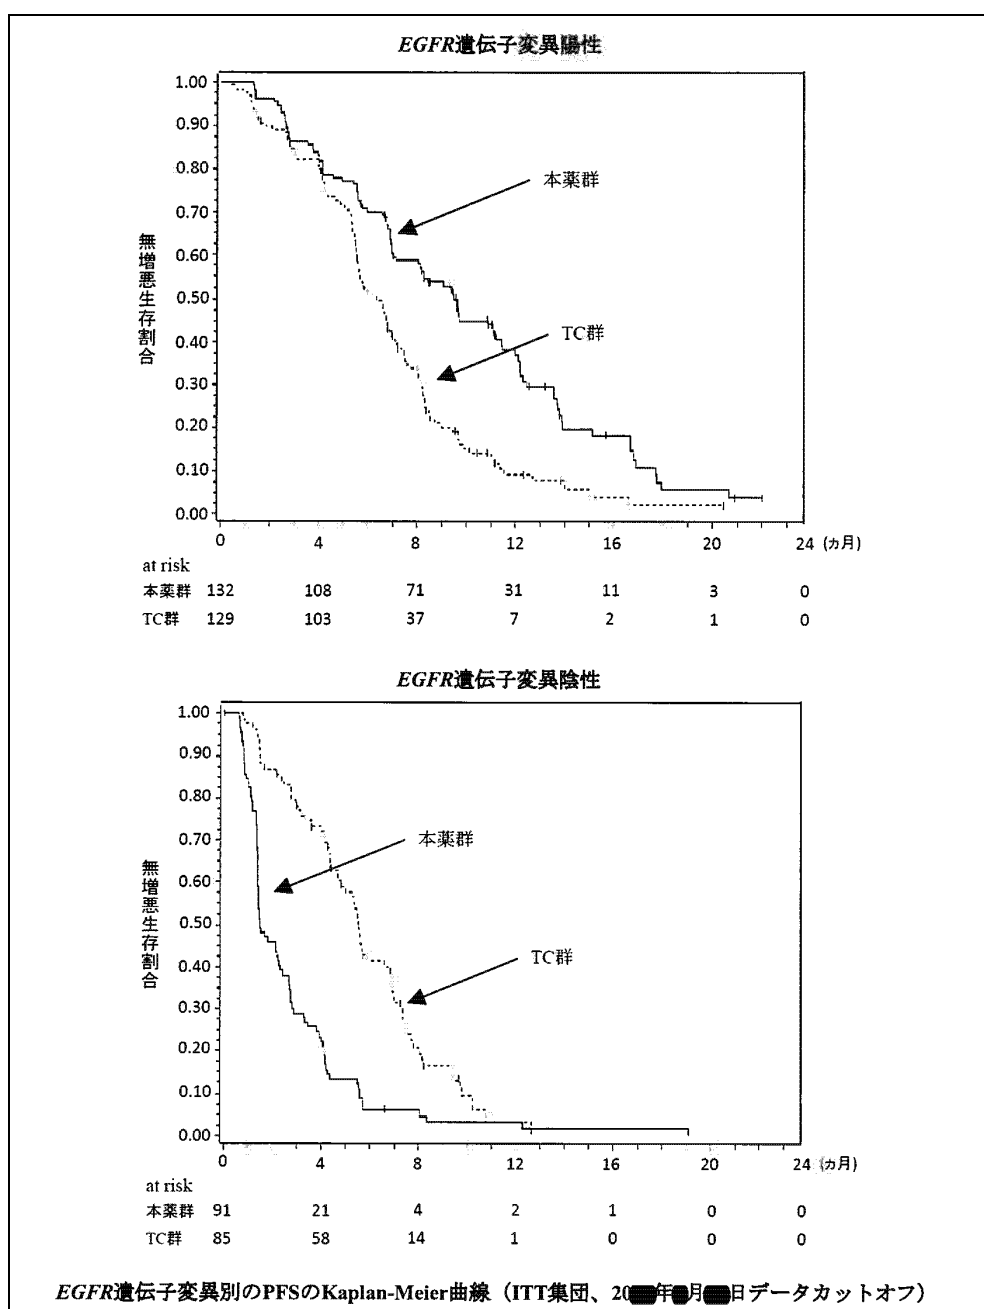 EGFR遺伝子変異陽性
1.00
0.90
0.80
0.70
0.60
0.50
0.40
0.30
0.20
0.10
0.00
無増悪生存割合
本薬群
TC群
0 4 8 12 16 20 24 (ヵ月)
at risk
本薬群 132 108 71 31 11 3 0
TC群 129 103 37 7 2 1 0
EGFR遺伝子変異陰性
1.00
0.90
0.80
0.70
0.60
0.50
0.40
0.30
0.20
0.10
0.00
無増悪生存割合
本薬群
TC群
0 4 8 12 16 20 24 (ヵ月)
at risk
本薬群 91 21 4 2 1 0 0
TC群 85 58 14 1 0 0 0
EGFR遺伝子変異別のPFSのKaplan-Meier曲線（ITT集団、20年月日データカットオフ）